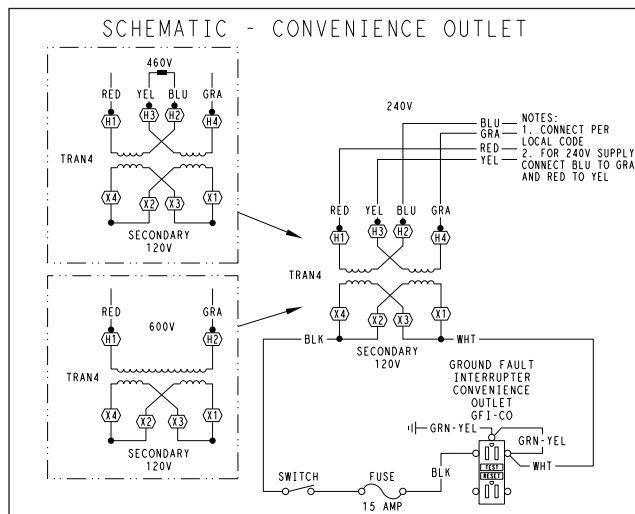 SCHEMATIC - CONVENIENCE OUTLET
460V
RED YEL BLU GRA
H1 H3 H2 H4
TRAN4
X4 X2 X3 X1
SECONDARY
120V
RED GRA
600V
H1 H2
TRAN4
X4 X2 X3 X1
SECONDARY
120V
240V
BLU
GRA
RED
YEL
NOTES:
1. CONNECT PER
LOCAL CODE
2. FOR 240V SUPPLY
CONNECT BLU TO GRA
AND RED TO YEL
RED YEL BLU GRA
H1 H3 H2 H4
TRAN4
X4 X2 X3 X1
BLK WHT
SECONDARY
120V
GROUND FAULT
INTERRUPTER
CONVENIENCE
OUTLET
GFI-CO
GRN-YEL
GRN-YEL
WHT
BLK
TEST
RESET
SWITCH FUSE
15 AMP